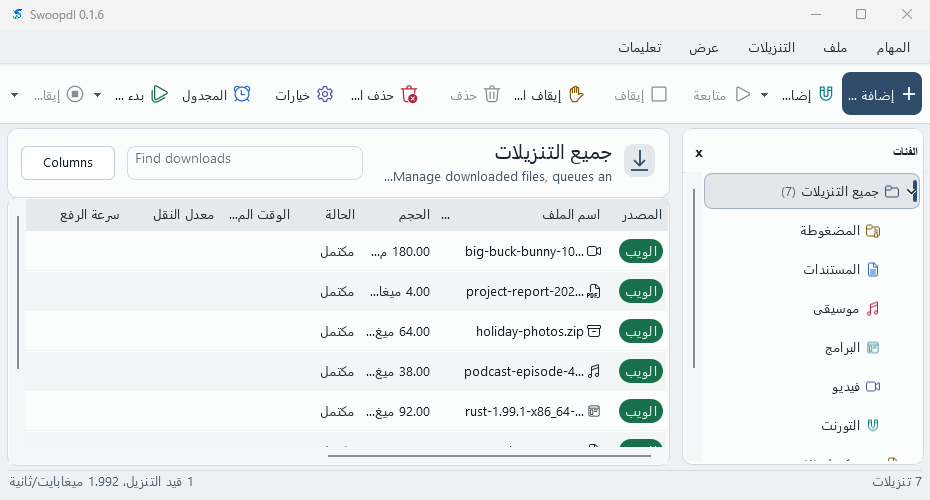 Swoopdl 0.1.6
المهام ملف التنزيلات عرض تعليمات
إضافة ... إضا... متابعة إيقاف إيقاف ا... حذف حذف ا... خيارات المجدول بدء ... إيقا...
الفئات x
جميع التنزيلات (7)
المضغوطة
المستندات
موسيقى
البرامج
فيديو
التورنت
جميع التنزيلات
Manage downloaded files, queues an...
Find downloads
Columns
المصدر اسم الملف ... الحجم الحالة الوقت الم... معدل النقل سرعة الرفع
الويب big-buck-bunny-10... 180.00 م... مكتمل
الويب project-report-202... 4.00 ميغا... مكتمل
الويب holiday-photos.zip 64.00 ميغ... مكتمل
الويب podcast-episode-4... 38.00 ميغ... مكتمل
الويب rust-1.99.1-x86_64-... 92.00 ميغ... مكتمل
7 تنزيلات
1 قيد التنزيل، 1.992 ميغابايت/ثانية